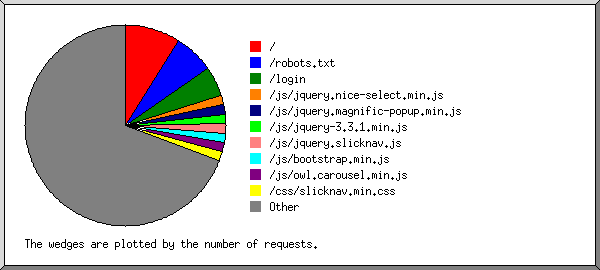 /
/robots.txt
/login
/js/jquery.nice-select.min.js
/js/jquery.magnific-popup.min.js
/js/jquery-3.3.1.min.js
/js/jquery.slicknav.js
/js/bootstrap.min.js
/js/owl.carousel.min.js
/css/slicknav.min.css
Other
The wedges are plotted by the number of requests.